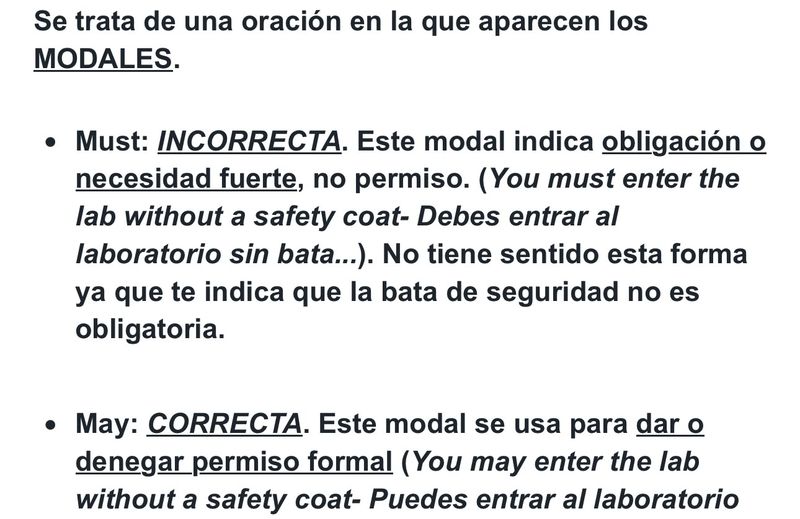 Se trata de una oración en la que aparecen los
MODALES.
• Must: INCORRECTA. Este modal indica obligación o
necesidad fuerte, no permiso. (You must enter the
lab without a safety coat- Debes entrar al
laboratorio sin bata...). No tiene sentido esta forma
ya que te indica que la bata de seguridad no es
obligatoria.
• May: CORRECTA. Este modal se usa para dar o
denegar permiso formal (You may enter the lab
without a safety coat- Puedes entrar al laboratorio